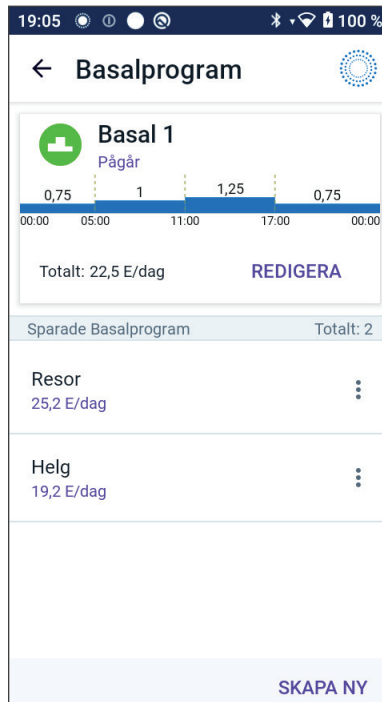 19:05 100 %
Basalprogram
Basal 1
Pågår
0,75 1 1,25 0,75
00:00 05:00 11:00 17:00 00:00
Totalt: 22,5 E/dag REDIGERA
Sparade Basalprogram Totalt: 2
Resor
25,2 E/dag
Helg
19,2 E/dag
SKAPA NY